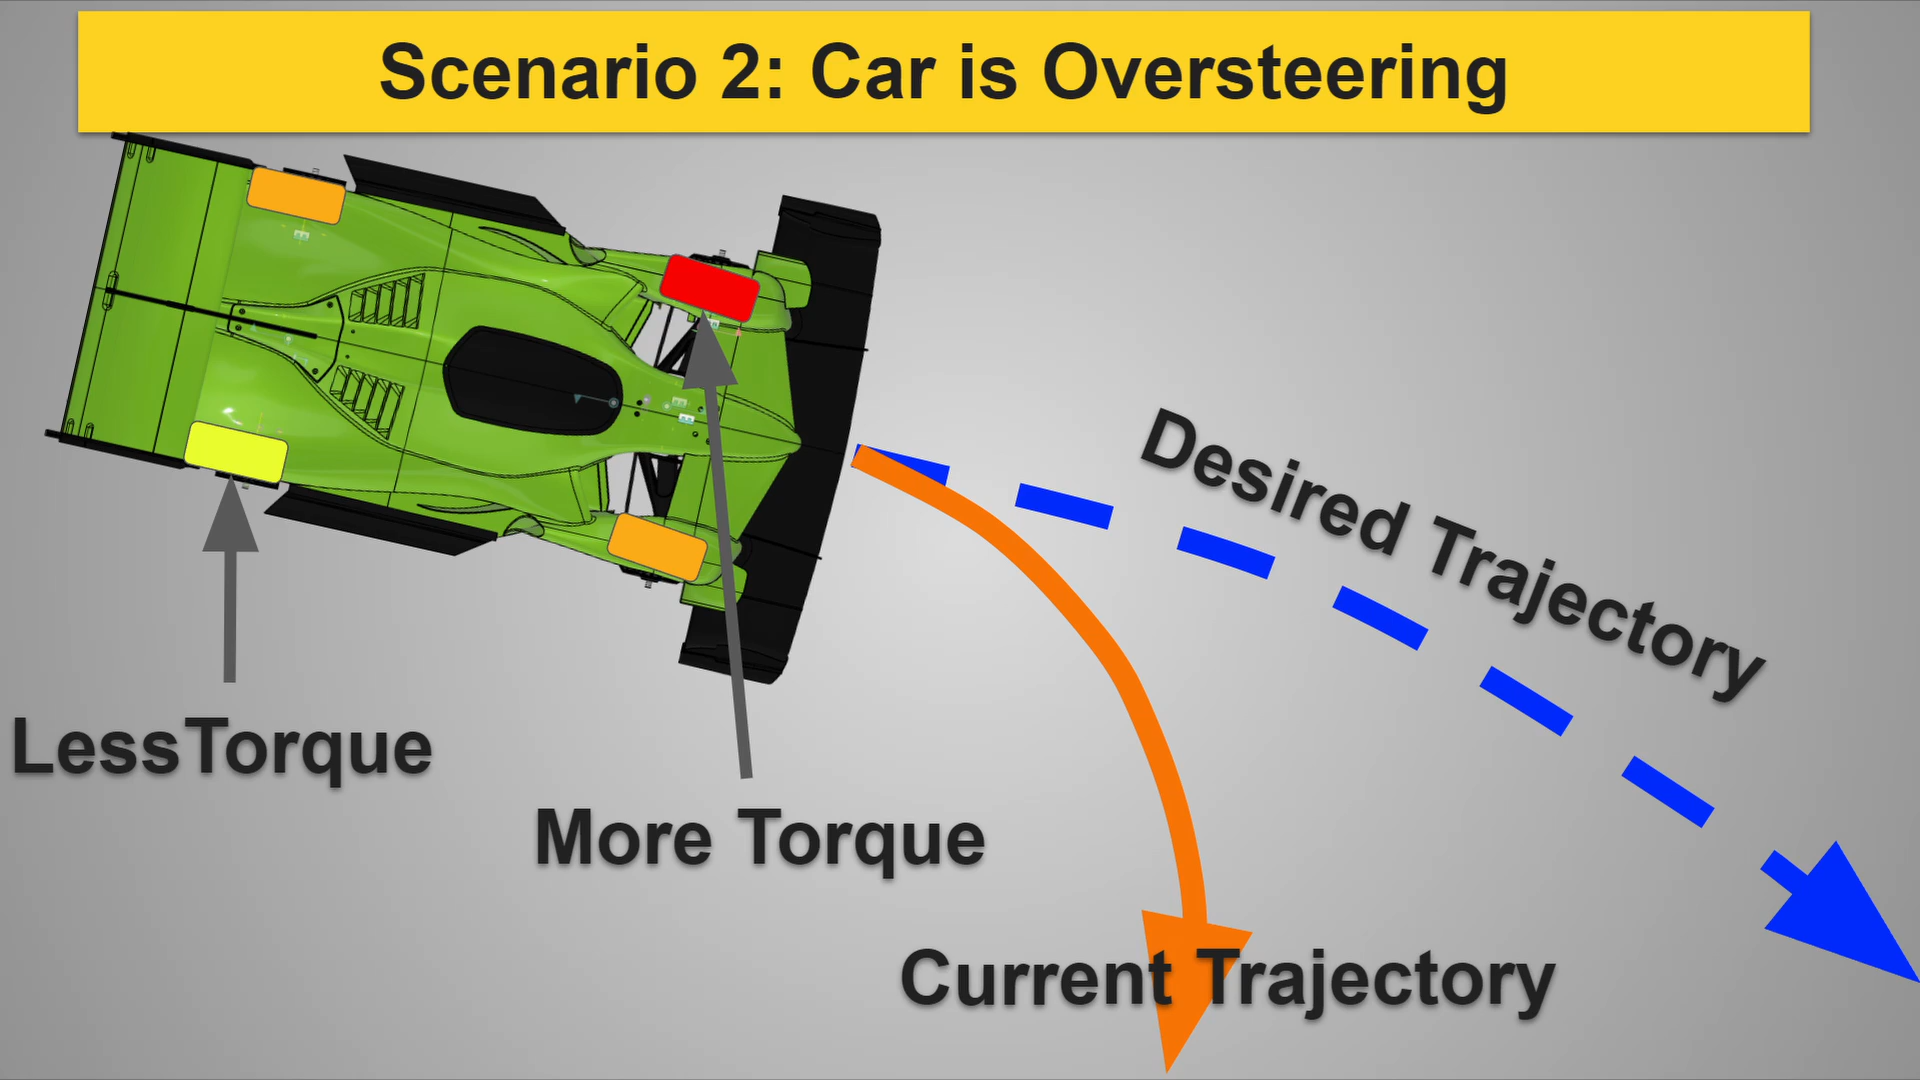 Scenario 2: Car is Oversteering
Desired Trajectory
LessTorque
More Torque
Current Trajectory